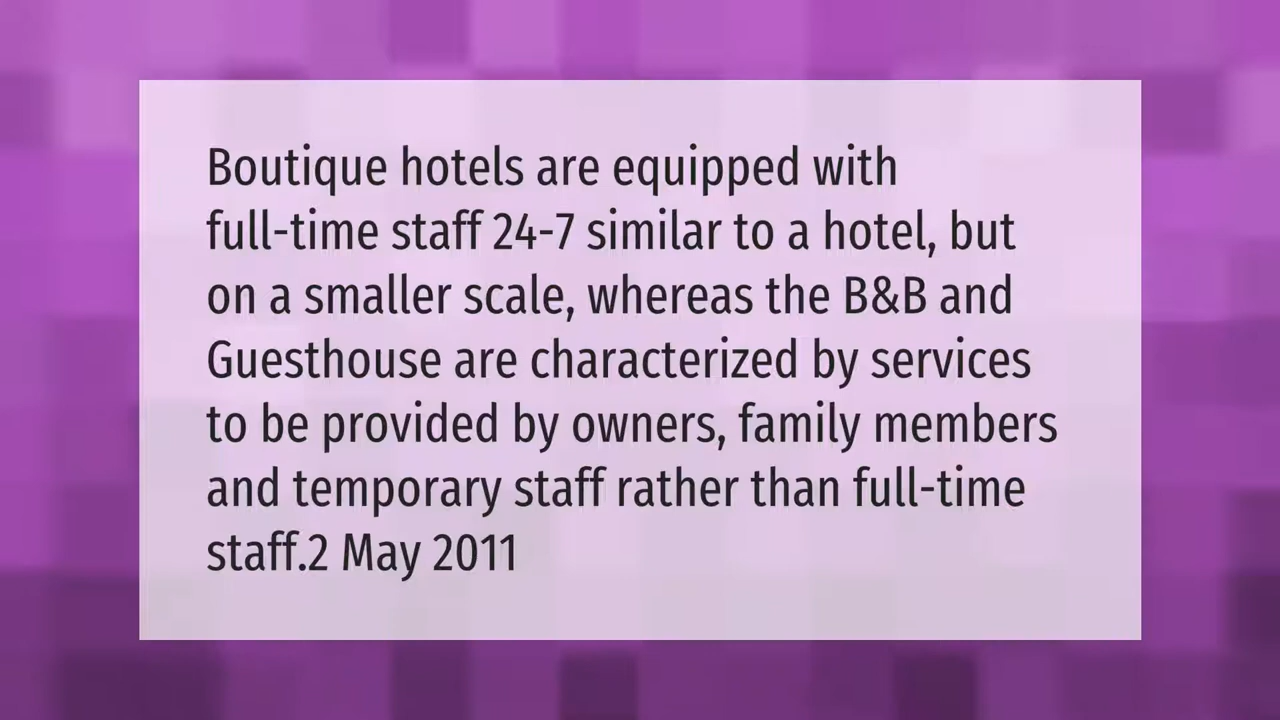 Boutique hotels are equipped with
full-time staff 24-7 similar to a hotel, but
on a smaller scale, whereas the B&B and
Guesthouse are characterized by services
to be provided by owners, family members
and temporary staff rather than full-time
staff.2 May 2011